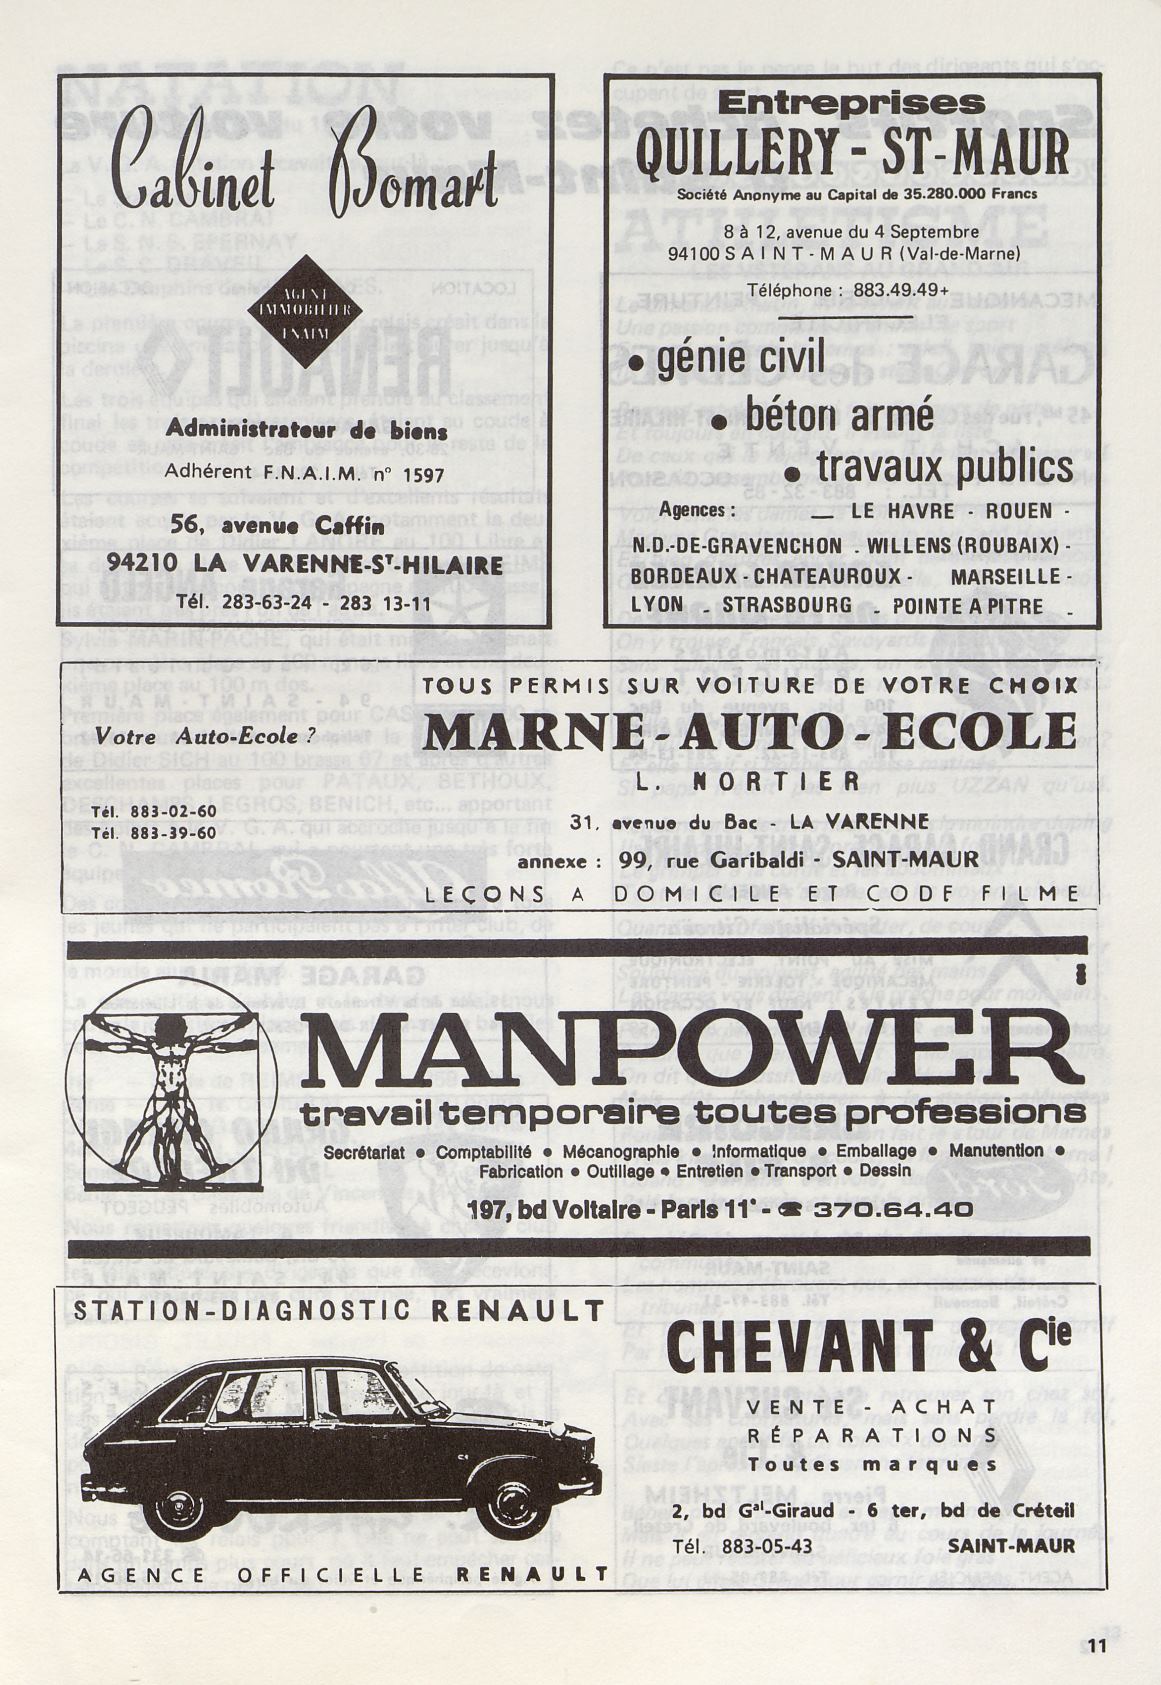 Cabinet Bomart
AGENT
IMMOBILIER
FNAIM
Administrateur de biens
Adhérent F.N.A.I.M. nº 1597
56, avenue Caffin
94210 LA VARENNE-Sᵀ-HILAIRE
Tél. 283-63-24 - 283 13-11
Entreprises
QUILLERY - ST-MAUR
Société Anonyme au Capital de 35.280.000 Francs
8 à 12, avenue du 4 Septembre
94100 SAINT-MAUR (Val-de-Marne)
Téléphone : 883.49.49+
• génie civil
• béton armé
• travaux publics
Agences : — LE HAVRE - ROUEN -
N.D.-DE-GRAVENCHON - WILLENS (ROUBAIX) -
BORDEAUX - CHATEAUROUX - MARSEILLE -
LYON - STRASBOURG - POINTE A PITRE -
TOUS PERMIS SUR VOITURE DE VOTRE CHOIX
Votre Auto-Ecole ?
MARNE-AUTO-ECOLE
L. NORTIER
Tél. 883-02-60
Tél. 883-39-60
31, avenue du Bac - LA VARENNE
annexe : 99, rue Garibaldi - SAINT-MAUR
LEÇONS A DOMICILE ET CODE FILME
MANPOWER
travail temporaire toutes professions
Secrétariat • Comptabilité • Mécanographie • Informatique • Emballage • Manutention •
Fabrication • Outillage • Entretien • Transport • Dessin
197, bd Voltaire - Paris 11ᵉ - ☎ 370.64.40
STATION-DIAGNOSTIC RENAULT
AGENCE OFFICIELLE RENAULT
CHEVANT & Cie
VENTE - ACHAT
RÉPARATIONS
Toutes marques
2, bd Gᵃˡ-Giraud - 6 ter, bd de Créteil
Tél. 883-05-43 SAINT-MAUR
11